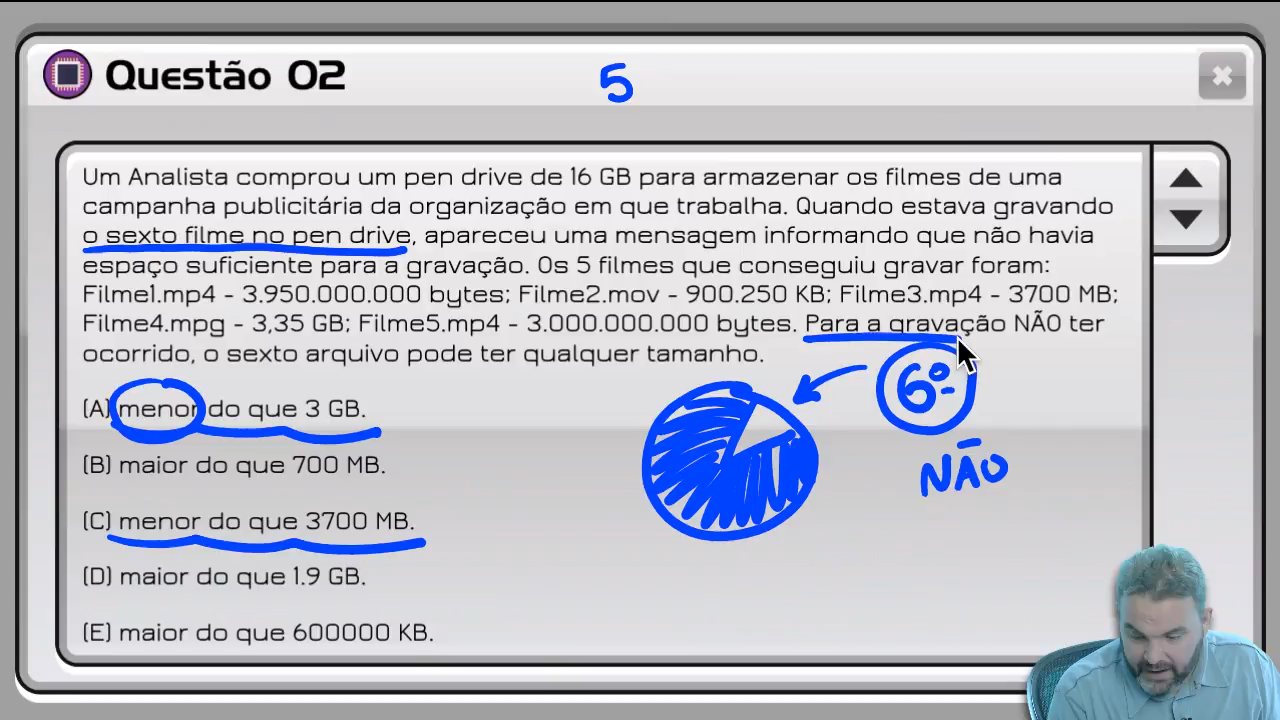 Questão 02
5
Um Analista comprou um pen drive de 16 GB para armazenar os filmes de uma
campanha publicitária da organização em que trabalha. Quando estava gravando
o sexto filme no pen drive, apareceu uma mensagem informando que não havia
espaço suficiente para a gravação. Os 5 filmes que conseguiu gravar foram:
Filme1.mp4 - 3.950.000.000 bytes; Filme2.mov - 900.250 KB; Filme3.mp4 - 3700 MB;
Filme4.mpg - 3,35 GB; Filme5.mp4 - 3.000.000.000 bytes. Para a gravação NÃO ter
ocorrido, o sexto arquivo pode ter qualquer tamanho.
6º
NÃO
(A) menor do que 3 GB.
(B) maior do que 700 MB.
(C) menor do que 3700 MB.
(D) maior do que 1.9 GB.
(E) maior do que 600000 KB.